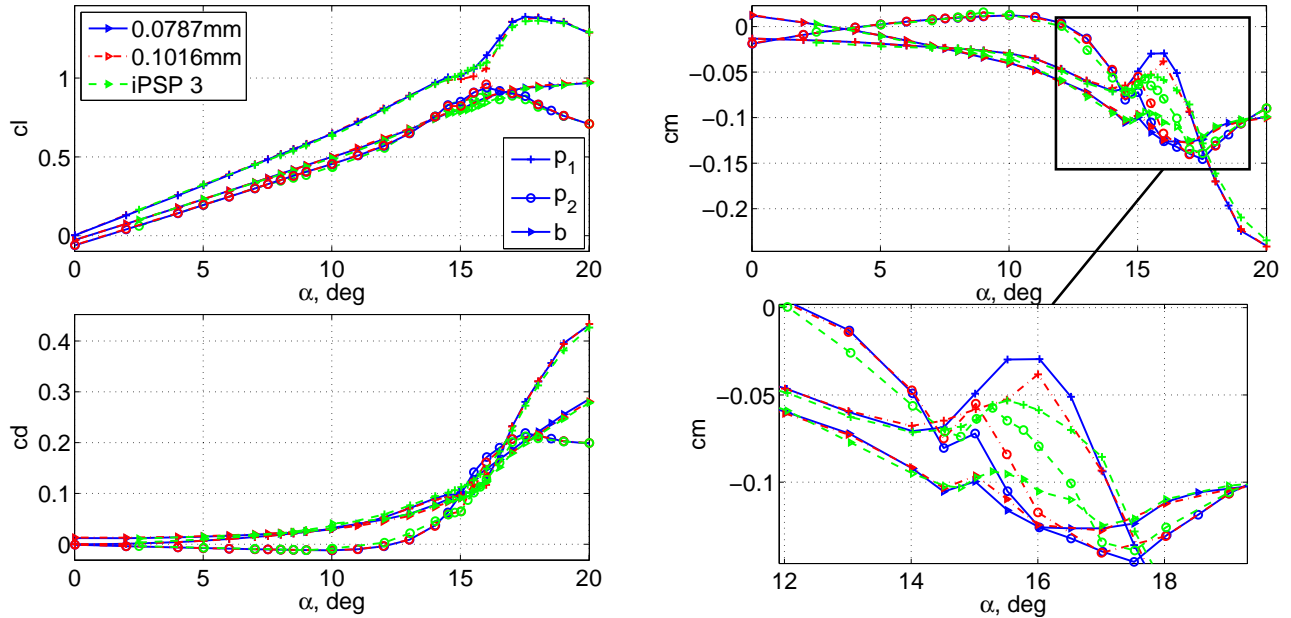 0.0787mm
0.1016mm
iPSP 3
p1
p2
b
cl
1
0.5
0
0 5 10 15 20
α, deg
cm
0
−0.05
−0.1
−0.15
−0.2
0 5 10 15 20
α, deg
cd
0.4
0.3
0.2
0.1
0
0 5 10 15 20
α, deg
cm
0
−0.05
−0.1
12 14 16 18
α, deg